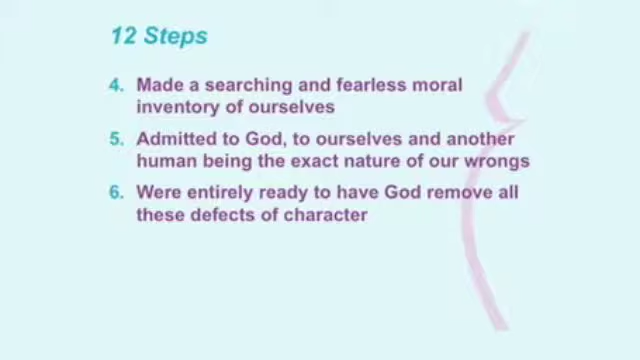 12 Steps
4. Made a searching and fearless moral
inventory of ourselves
5. Admitted to God, to ourselves and another
human being the exact nature of our wrongs
6. Were entirely ready to have God remove all
these defects of character